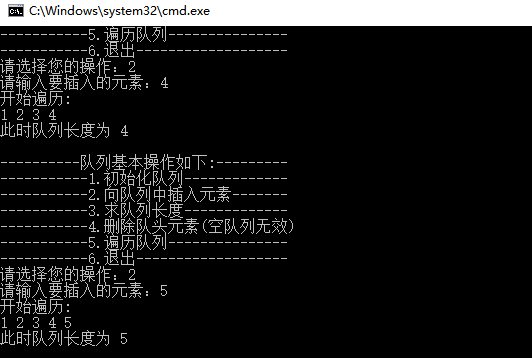 C:\Windows\system32\cmd.exe
-----------5.遍历队列---------------
-----------6.退出-------------------
请选择您的操作：2
请输入要插入的元素：4
开始遍历:
1 2 3 4
此时队列长度为 4
----------队列基本操作如下:---------
-----------1.初始化队列-------------
-----------2.向队列中插入元素-------
-----------3.求队列长度-------------
-----------4.删除队头元素(空队列无效)
-----------5.遍历队列---------------
-----------6.退出-------------------
请选择您的操作：2
请输入要插入的元素：5
开始遍历:
1 2 3 4 5
此时队列长度为 5